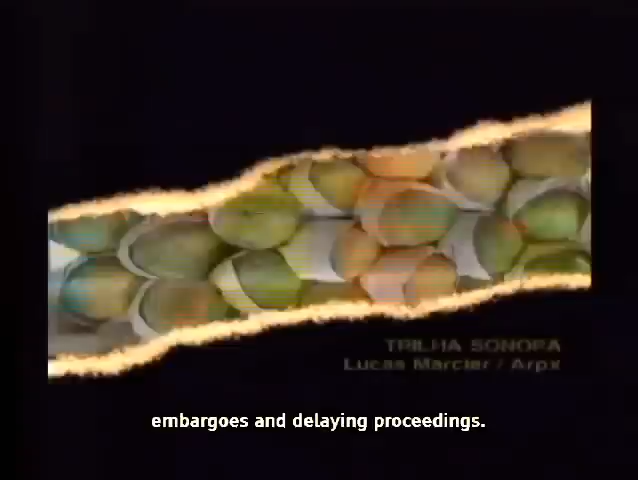 TRILHA SONORA
Lucas Marcier / Arpx
embargoes and delaying proceedings.